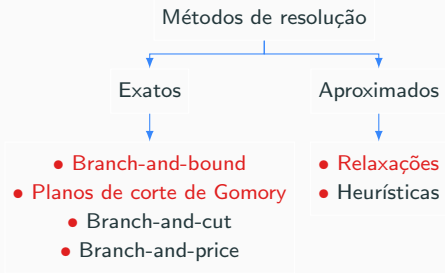 Métodos de resolução
Exatos
Aproximados
• Branch-and-bound
• Planos de corte de Gomory
• Branch-and-cut
• Branch-and-price
• Relaxações
• Heurísticas